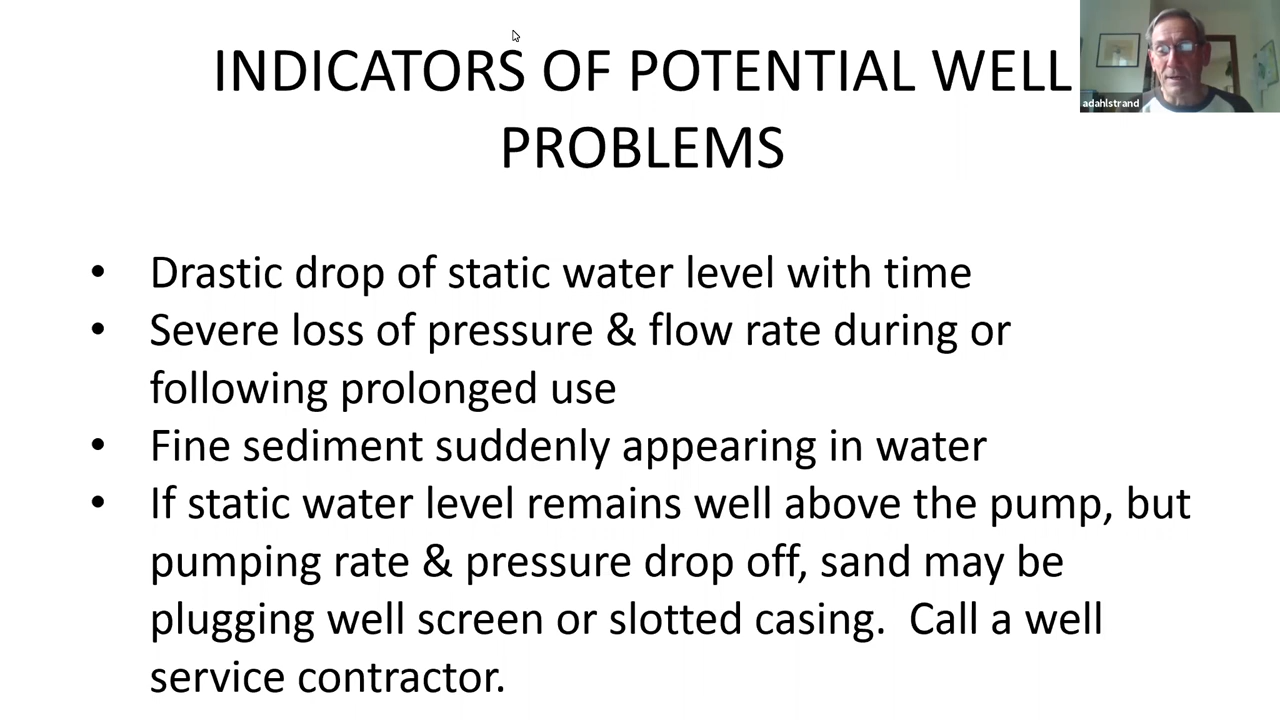 INDICATORS OF POTENTIAL WELL
PROBLEMS
adahlstrand
• Drastic drop of static water level with time
• Severe loss of pressure & flow rate during or
following prolonged use
• Fine sediment suddenly appearing in water
• If static water level remains well above the pump, but
pumping rate & pressure drop off, sand may be
plugging well screen or slotted casing.  Call a well
service contractor.